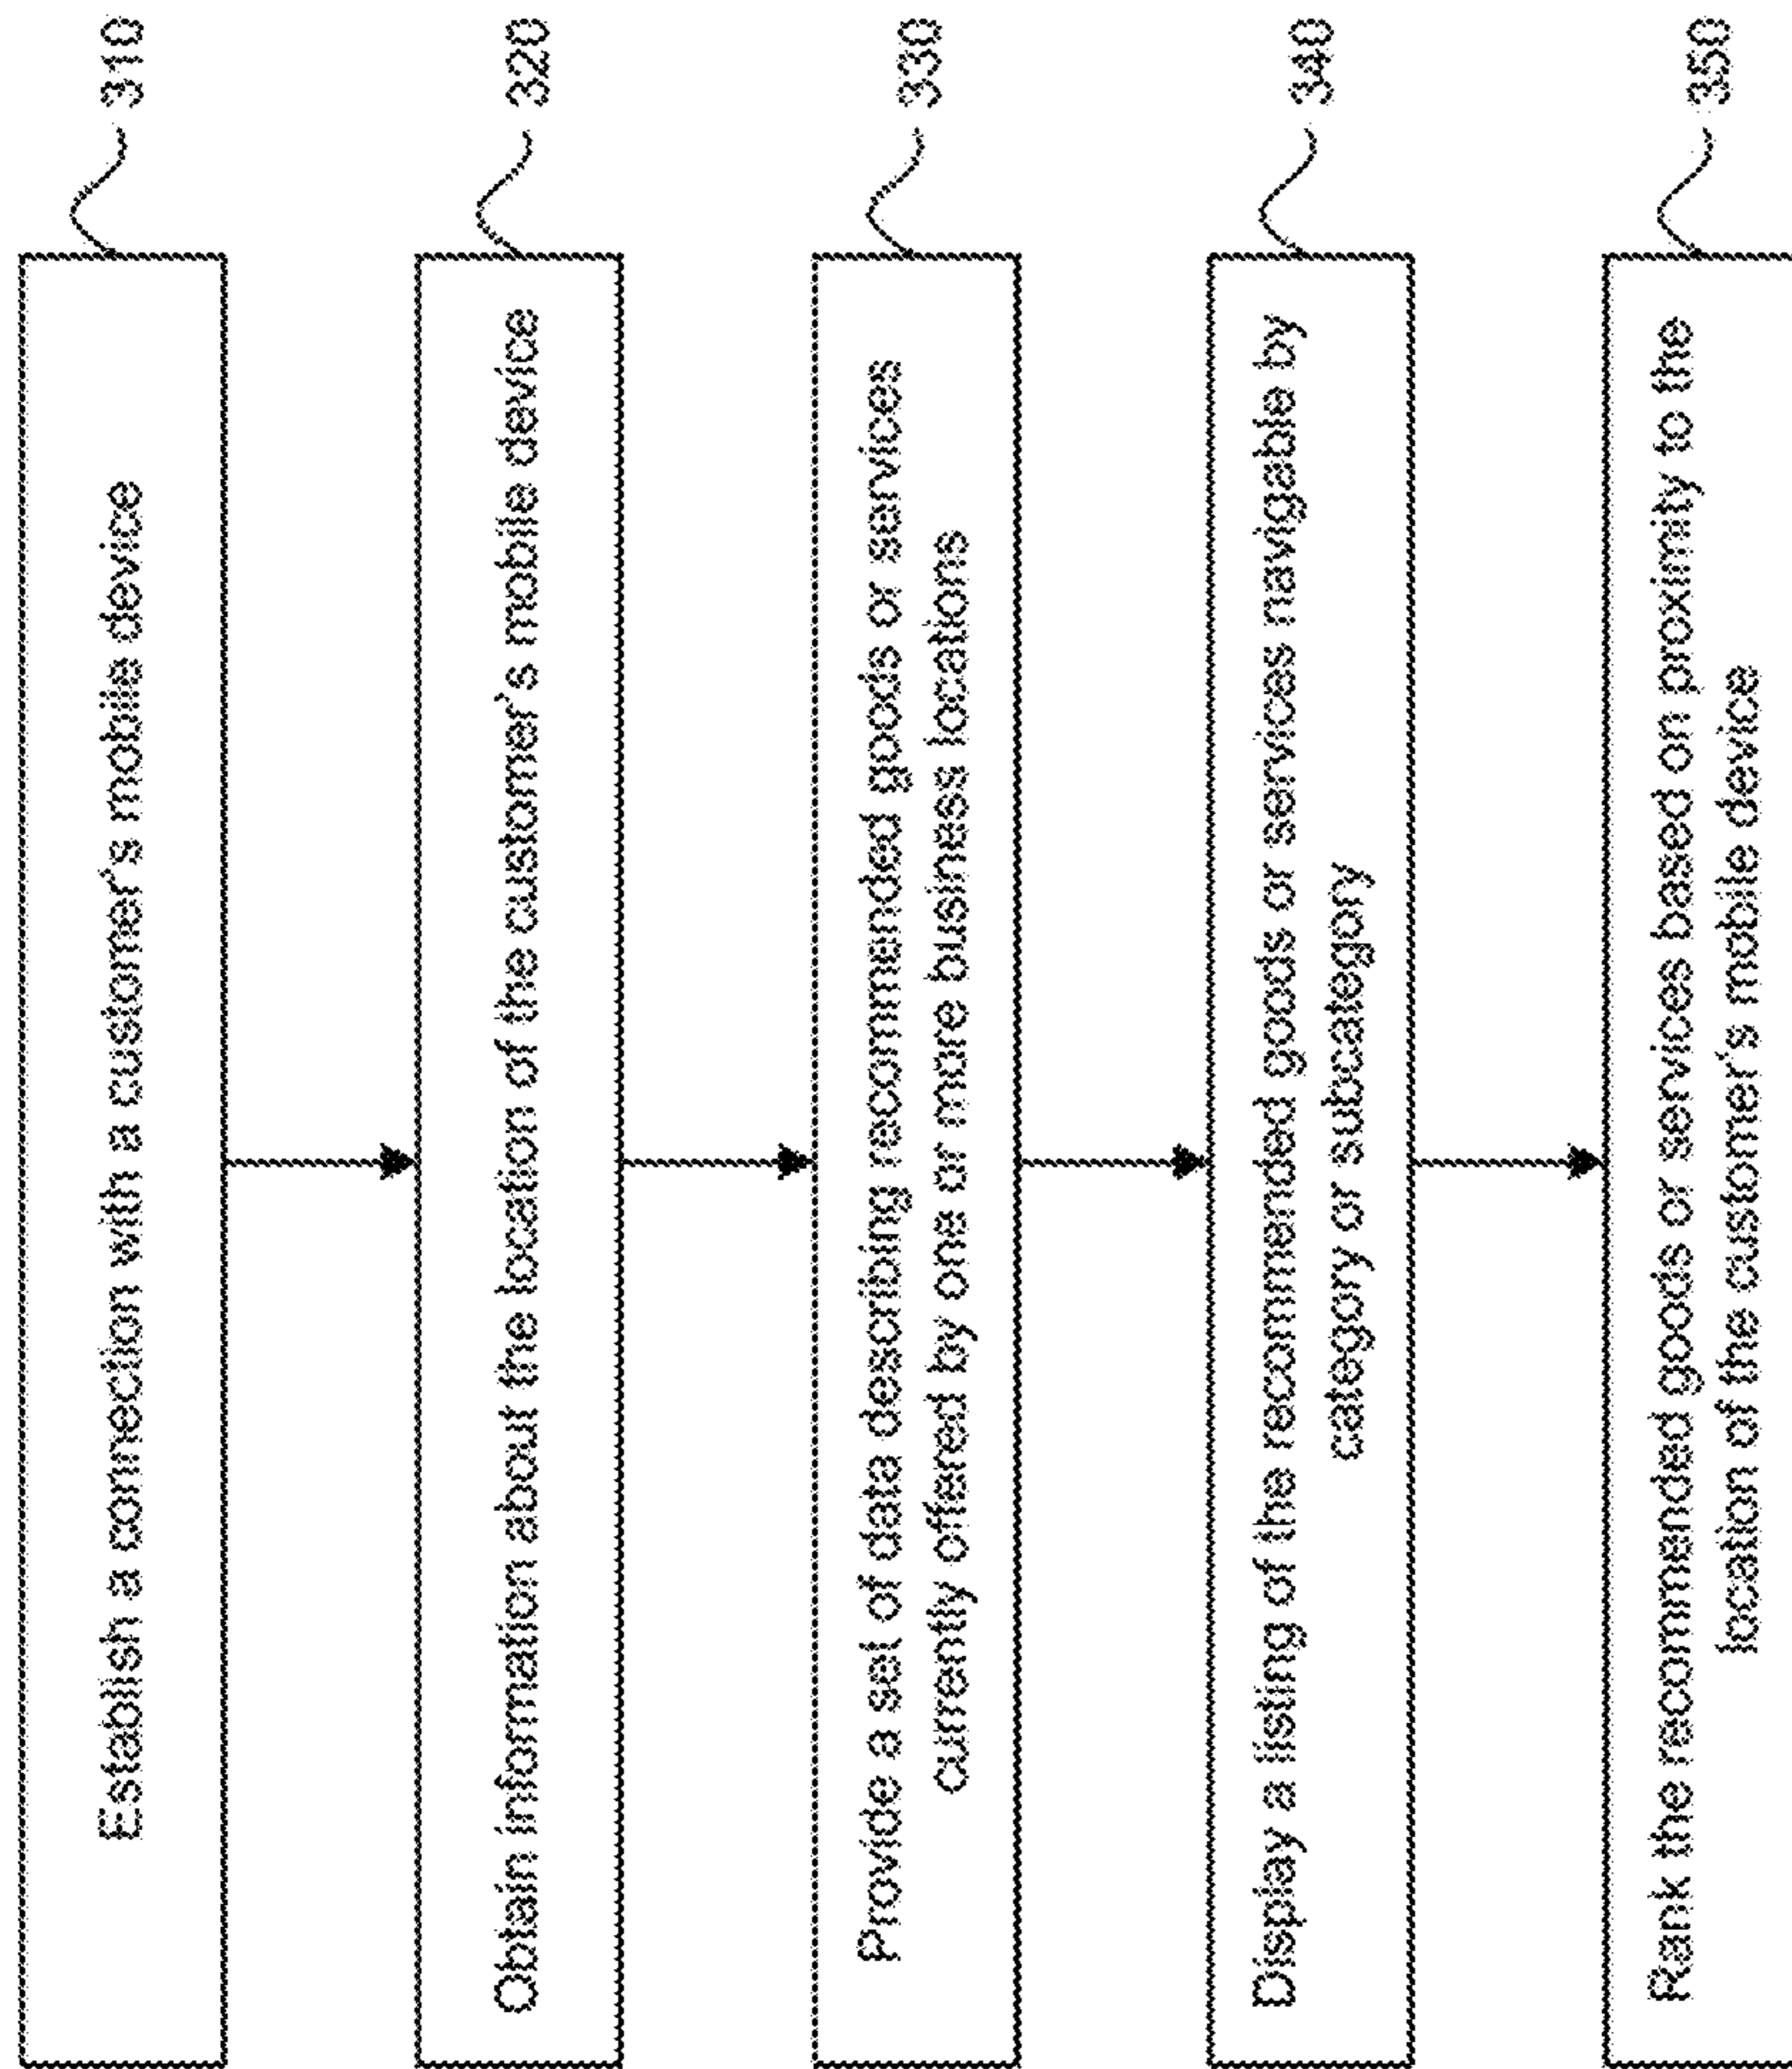 Establish a connection with a customer's mobile device
310
Obtain information about the location of the customer's mobile device
320
Provide a set of data describing recommended goods or services
currently offered by one or more business locations
330
Display a listing of the recommended goods or services navigable by
category or subcategory
340
Rank the recommended goods or services based on proximity to the
location of the customer's mobile device
350